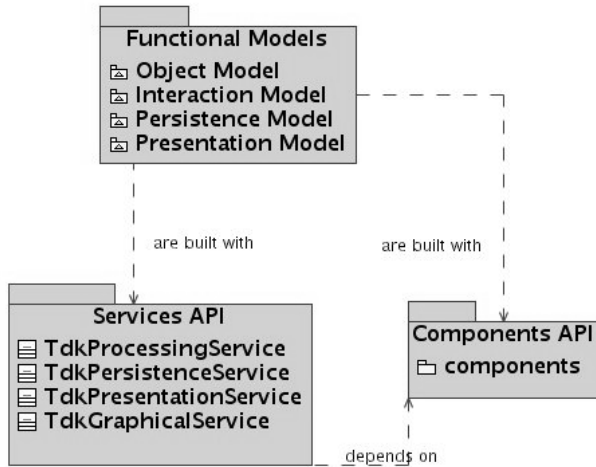 Functional Models
Object Model
Interaction Model
Persistence Model
Presentation Model
are built with
are built with
Services API
TdkProcessingService
TdkPersistenceService
TdkPresentationService
TdkGraphicalService
Components API
components
depends on